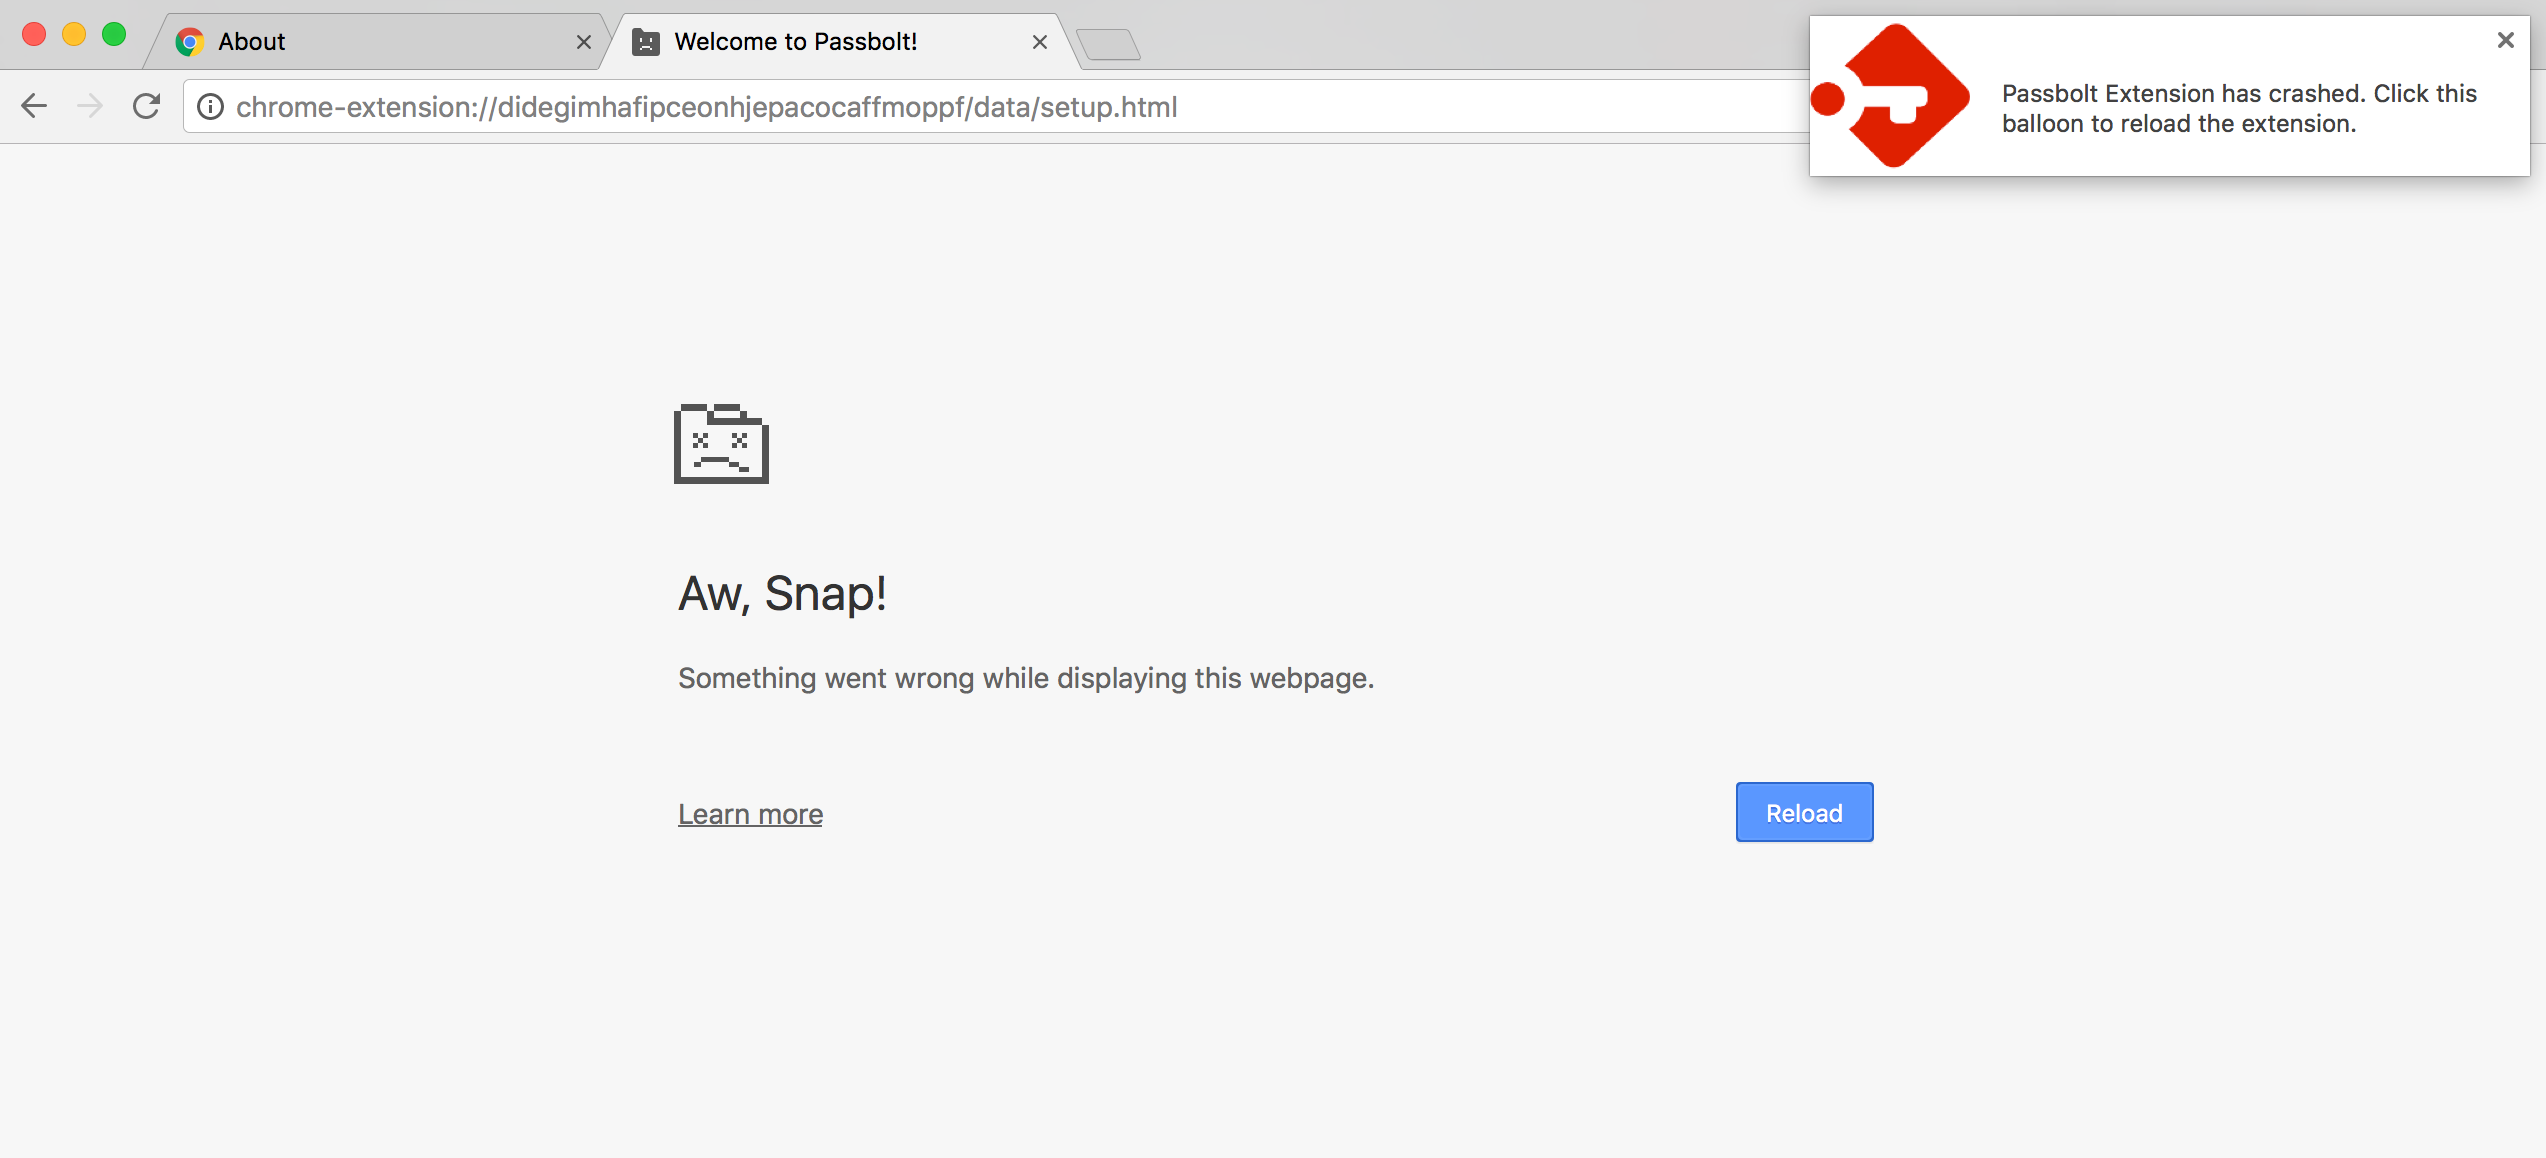 About
Welcome to Passbolt!
chrome-extension://didegimhafipceonhjepacocaffmoppf/data/setup.html
Passbolt Extension has crashed. Click this
balloon to reload the extension.
Aw, Snap!
Something went wrong while displaying this webpage.
Learn more
Reload